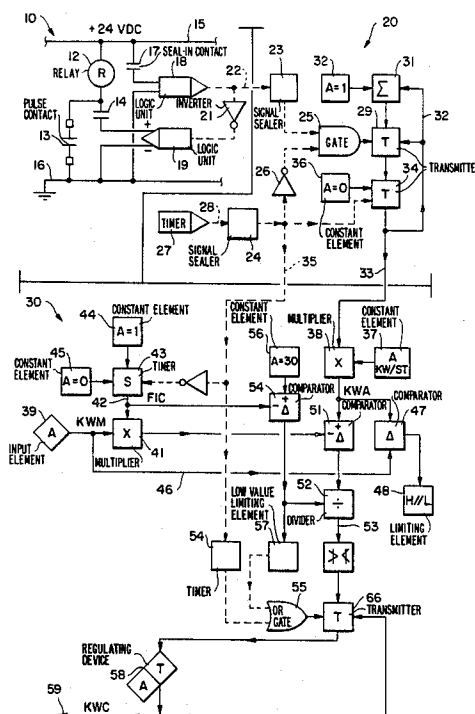 10
+24 VDC
15
20
12
17
SEAL-IN CONTACT
18
22
23
RELAY
R
14
LOGIC UNIT
INVERTER
21
SIGNAL SEALER
32
A=1
Σ
31
PULSE CONTACT
13
+
−
19
LOGIC UNIT
25
GATE
29
T
32
16
36
A=0
T
34
TRANSMITTER
26
CONSTANT ELEMENT
TIMER
27
28
SIGNAL SEALER
24
35
33
30
CONSTANT ELEMENT
44
A=1
CONSTANT ELEMENT
56
A=30
MULTIPLIER
38
X
CONSTANT ELEMENT
37
A
KW/ST
CONSTANT ELEMENT
45
A=0
43
S
TIMER
42
FIC
54
COMPARATOR
− +
Δ
KWA
51
COMPARATOR
− +
Δ
COMPARATOR
47
Δ
39
INPUT ELEMENT
A
KWM
X
41
MULTIPLIER
46
52
÷
DIVIDER
53
48
H//L
LIMITING ELEMENT
LOW VALUE LIMITING ELEMENT
57
54
TIMER
> <
55
OR GATE
66
T
TRANSMITTER
REGULATING DEVICE
58
T
A
59
KWC